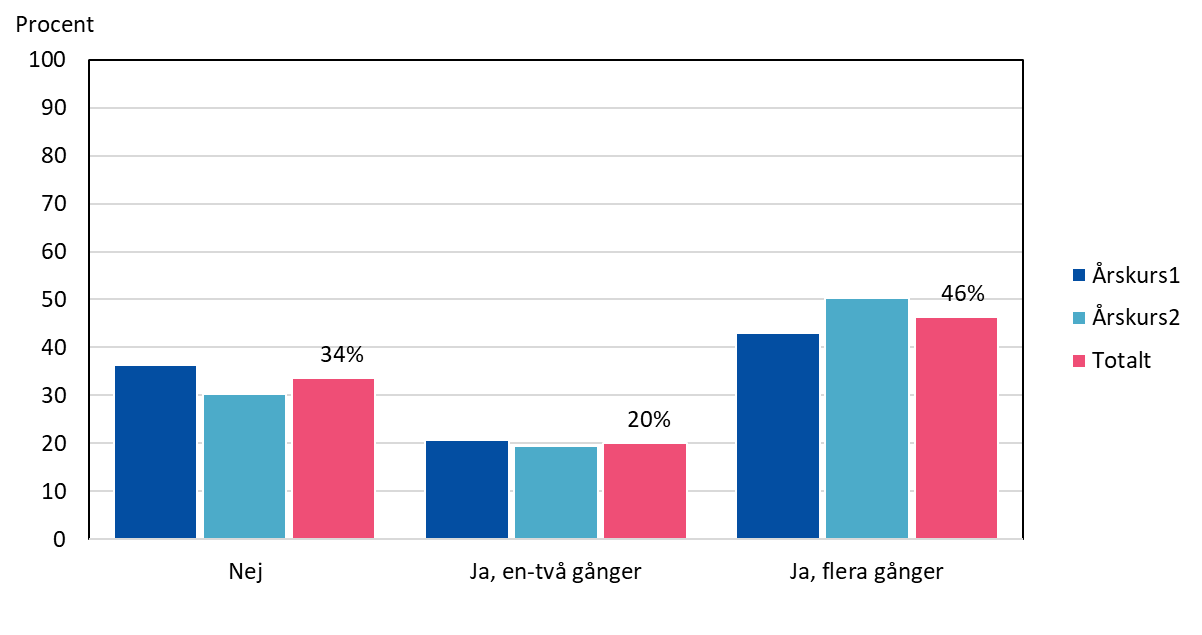 Procent
100
90
80
70
60
50
40
30
20
10
0
34%
20%
46%
Nej
Ja, en-två gånger
Ja, flera gånger
Årskurs1
Årskurs2
Totalt